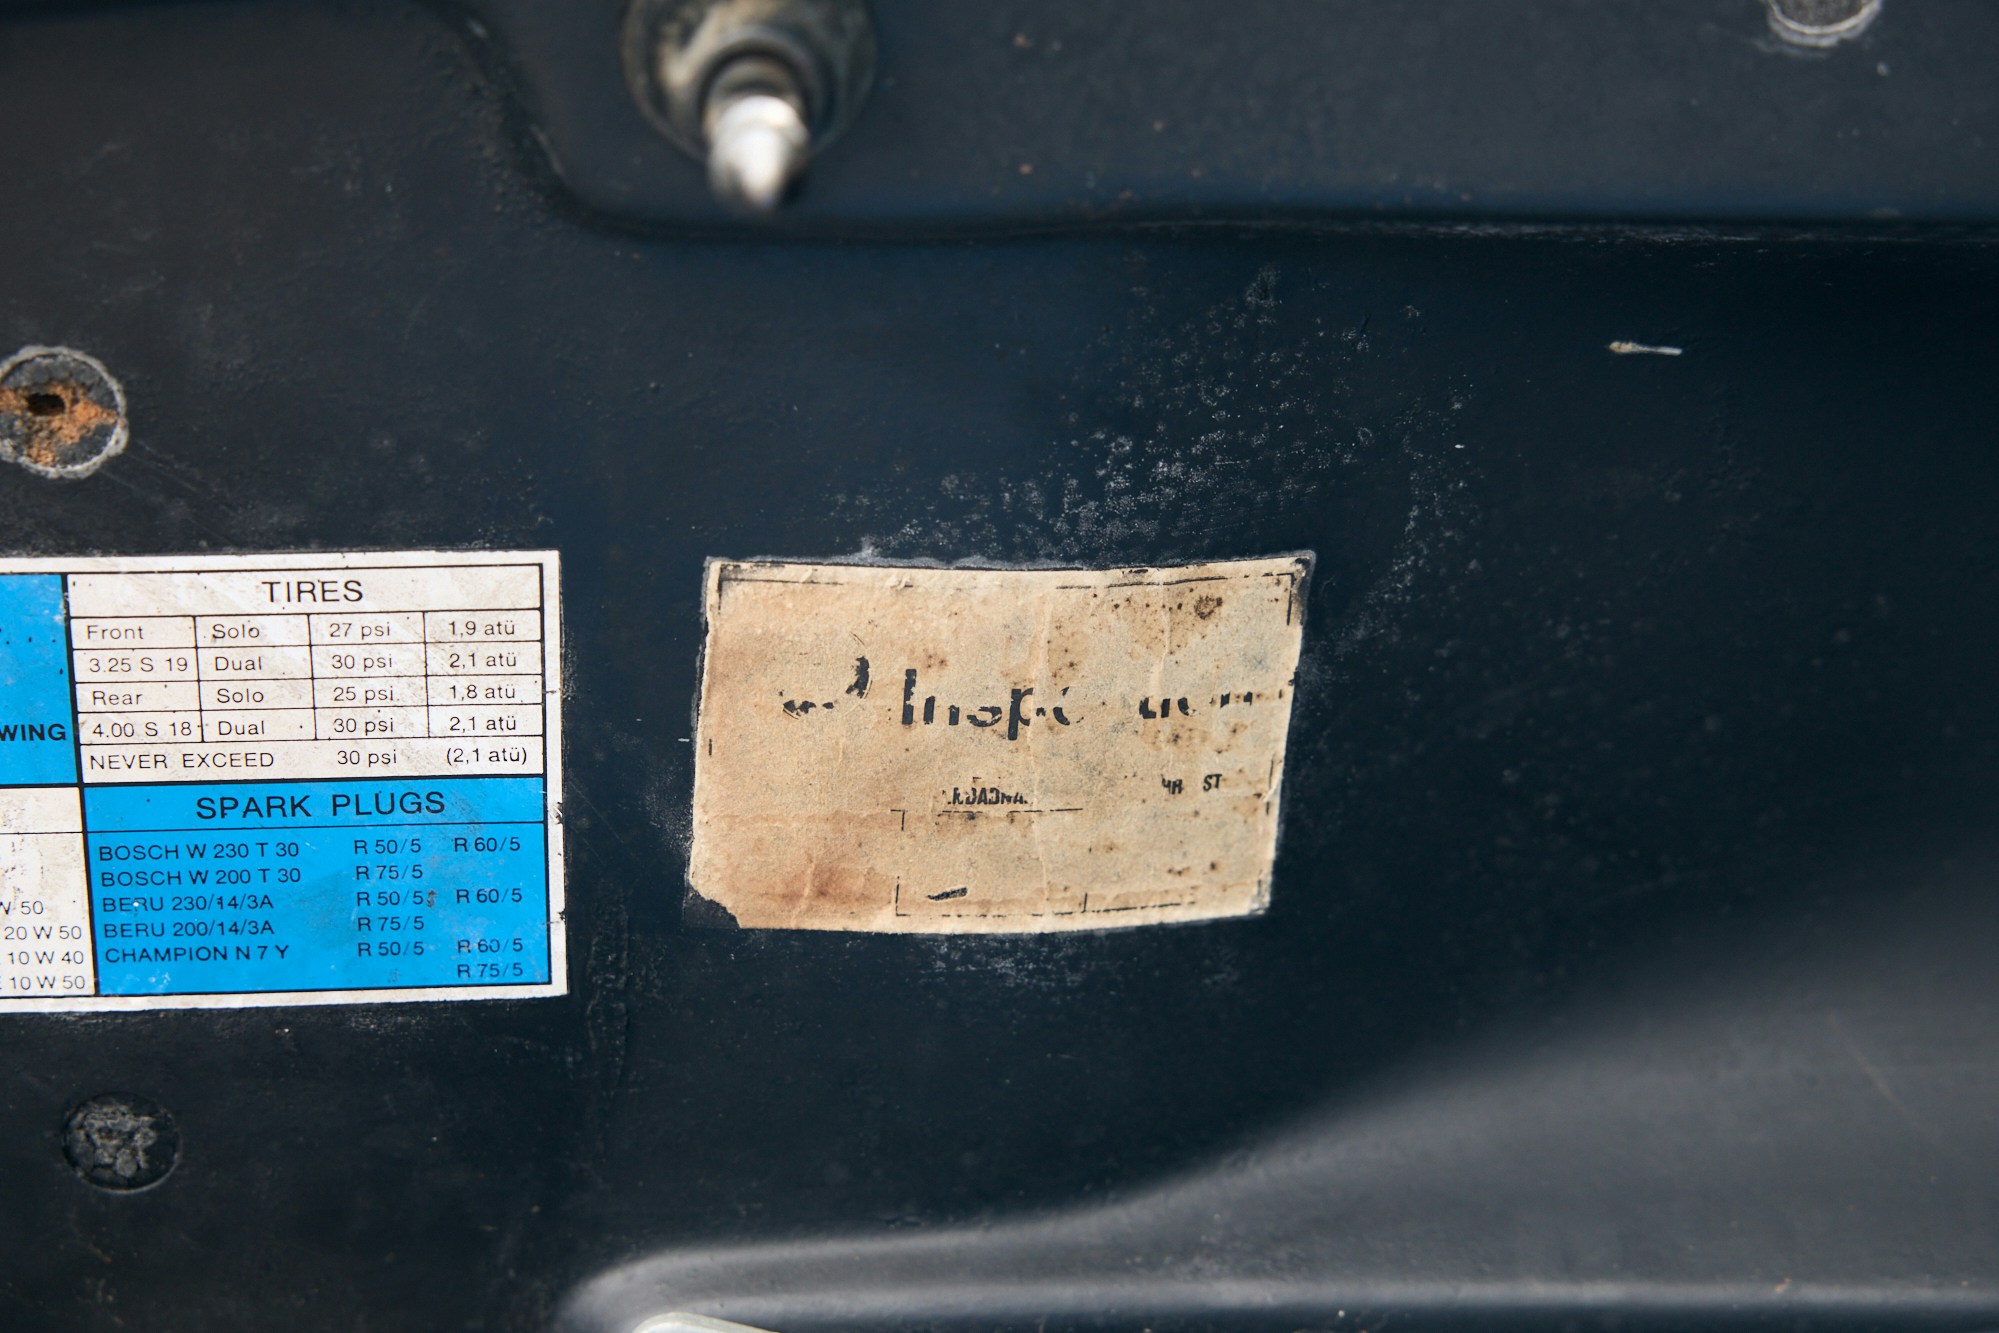 TIRES
Front Solo 27 psi 1,9 atü
3.25 S 19 Dual 30 psi 2,1 atü
Rear Solo 25 psi 1,8 atü
4.00 S 18 Dual 30 psi 2,1 atü
NEVER EXCEED 30 psi (2,1 atü)
WING
SPARK PLUGS
BOSCH W 230 T 30 R 50/5 R 60/5
BOSCH W 200 T 30 R 75/5
BERU 230/14/3A R 50/5 R 60/5
BERU 200/14/3A R 75/5
CHAMPION N 7 Y R 50/5 R 60/5
R 75/5
W 50
20 W 50
10 W 40
10 W 50
ST